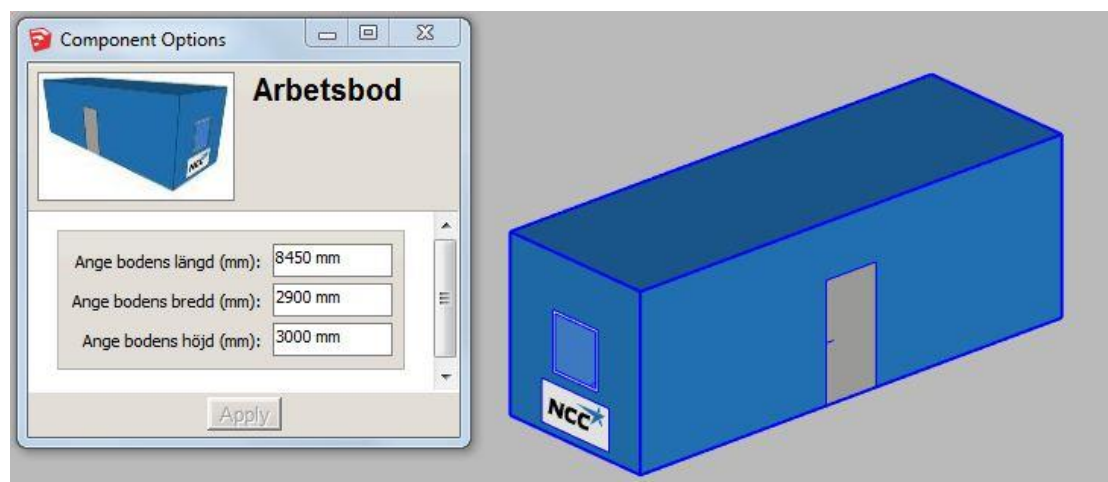 Component Options
Arbetsbod
NCC
Ange bodens längd (mm): 8450 mm
Ange bodens bredd (mm): 2900 mm
Ange bodens höjd (mm): 3000 mm
Apply
NCC